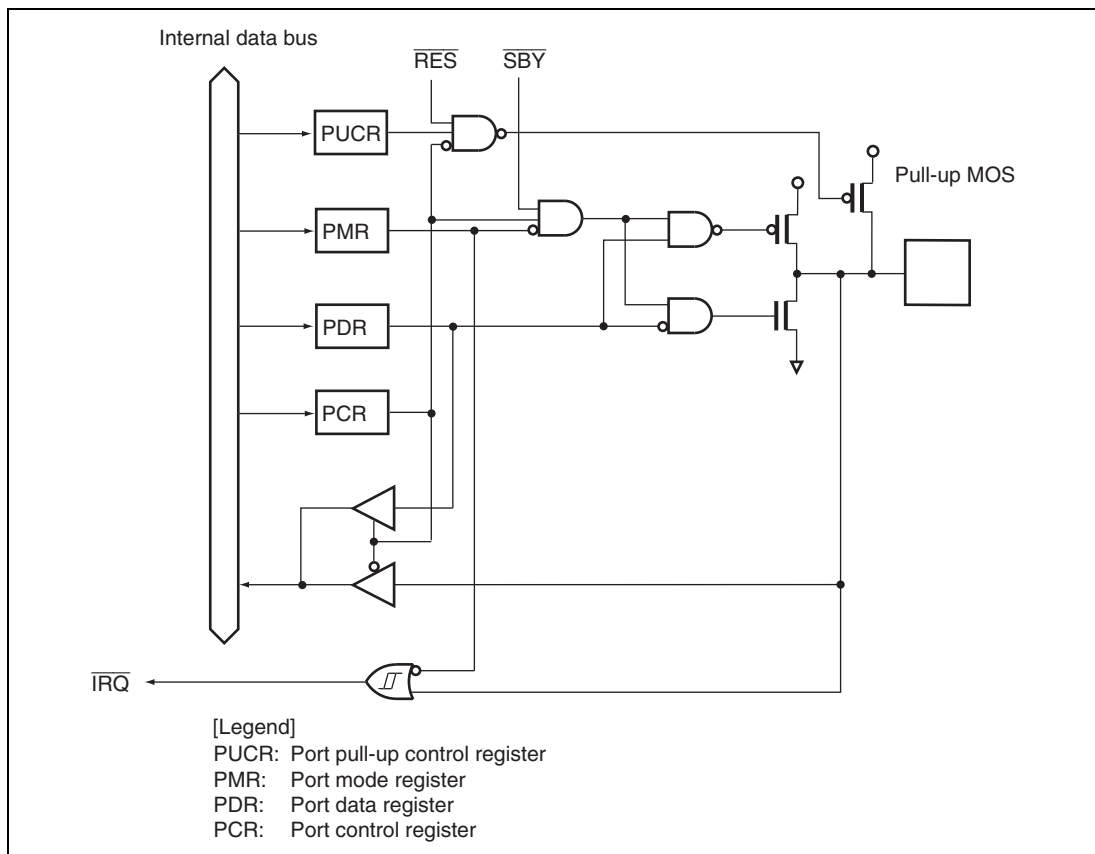 Internal data bus
RES
SBY
PUCR
Pull-up MOS
PMR
PDR
PCR
IRQ
[Legend]
PUCR: Port pull-up control register
PMR: Port mode register
PDR: Port data register
PCR: Port control register